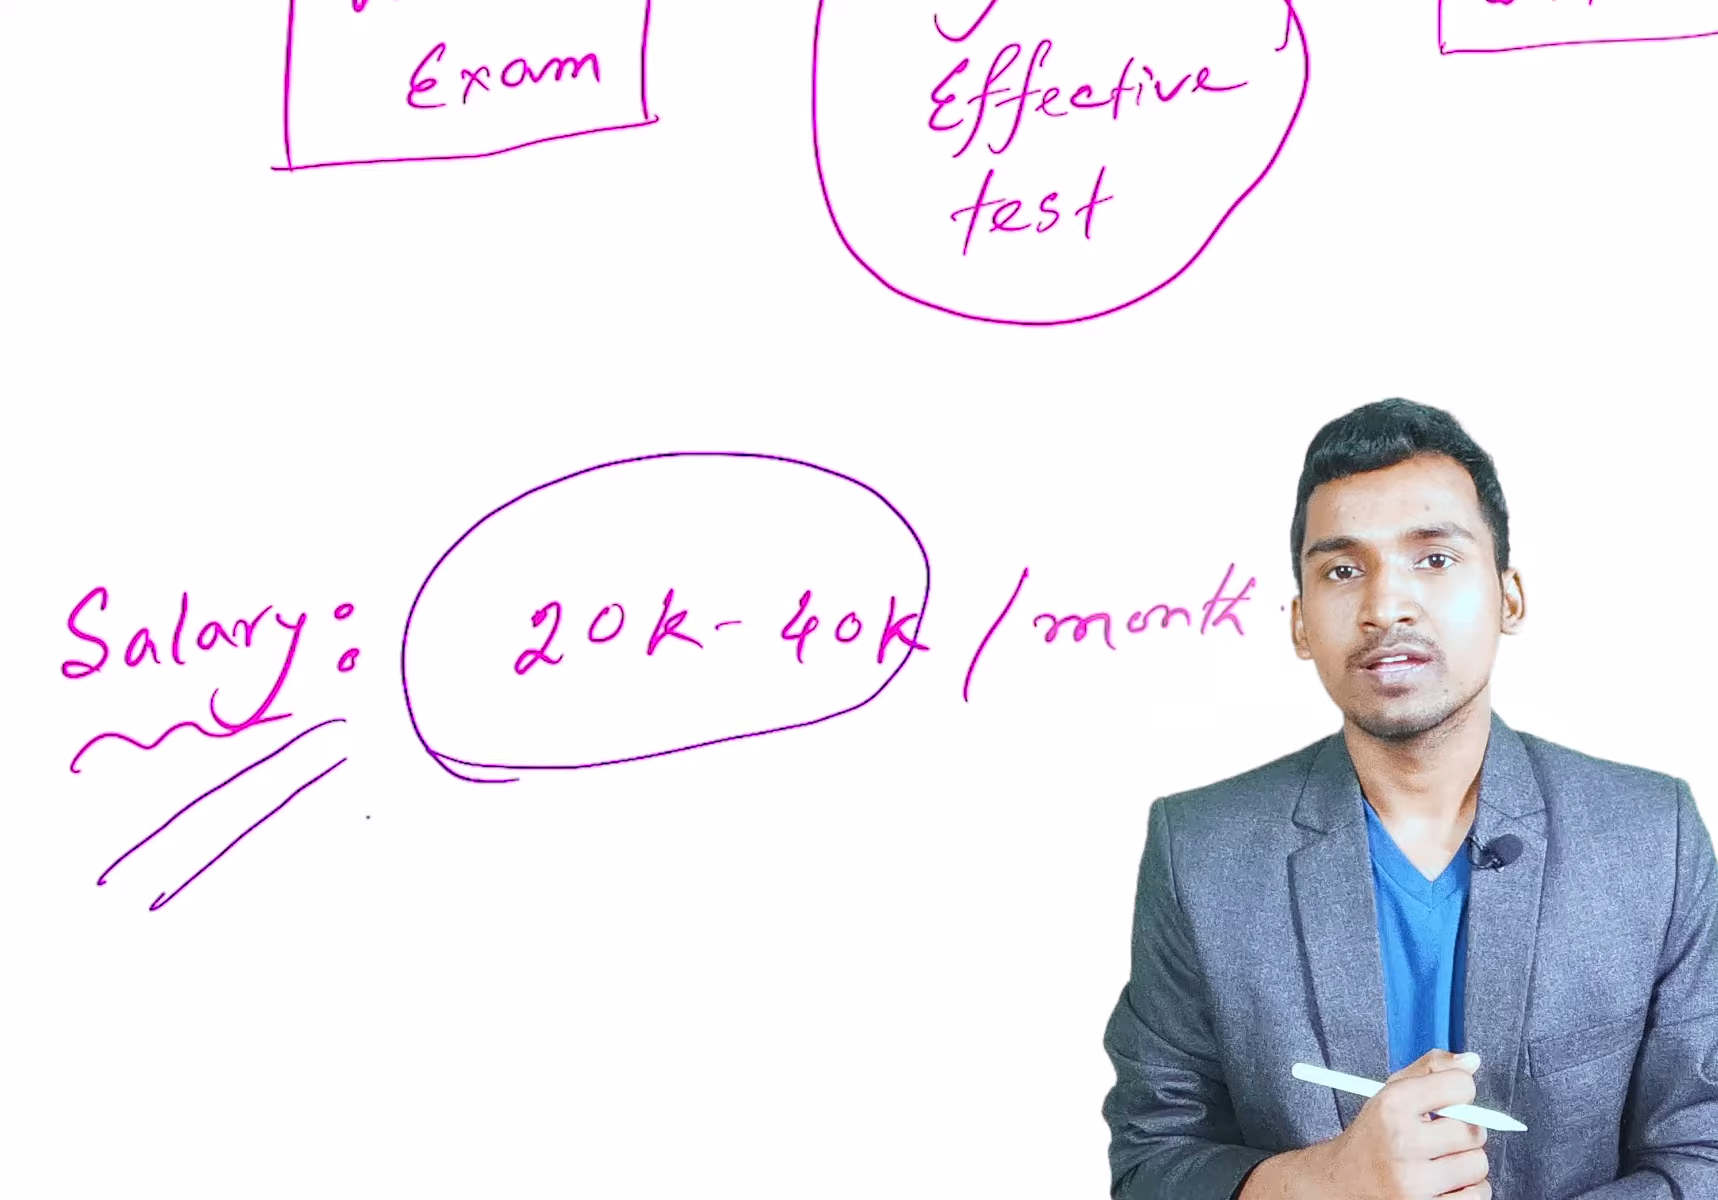 Exam
Effective
test
Salary: 20k - 40k / month